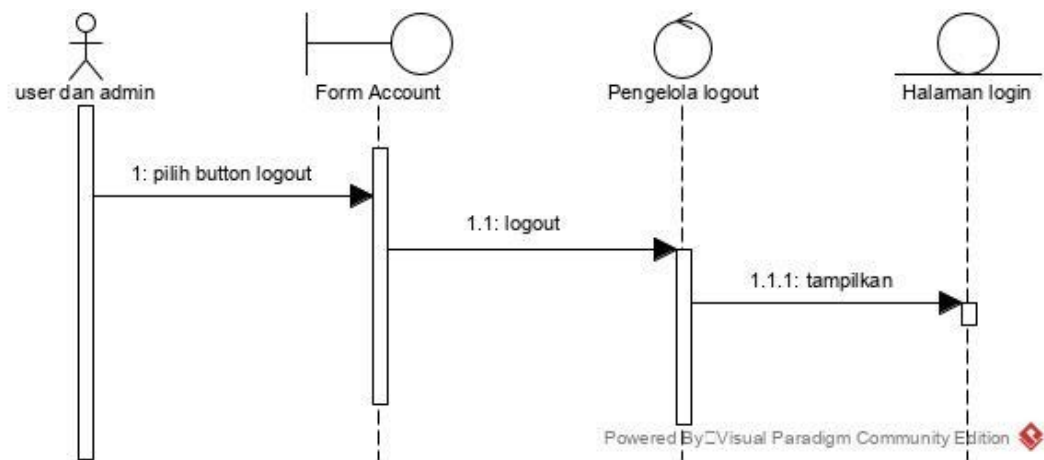 user dan admin
Form Account
Pengelola logout
Halaman login
1: pilih button logout
1.1: logout
1.1.1: tampilkan
Powered By Visual Paradigm Community Edition